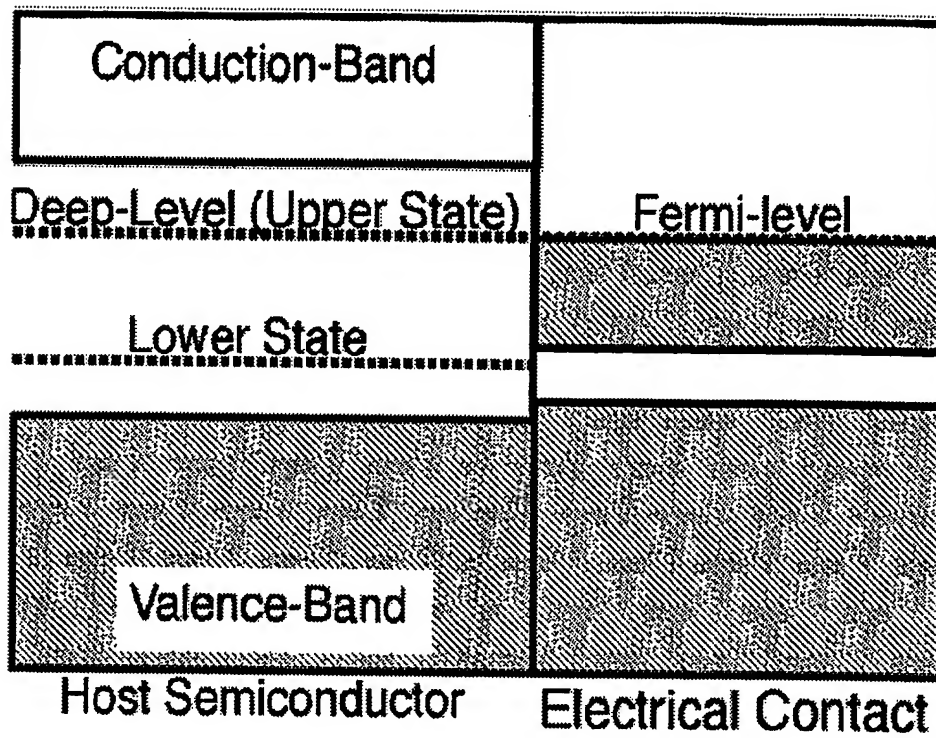 Conduction-Band
Deep-Level (Upper State)
Fermi-level
Lower State
Valence-Band
Host Semiconductor
Electrical Contact